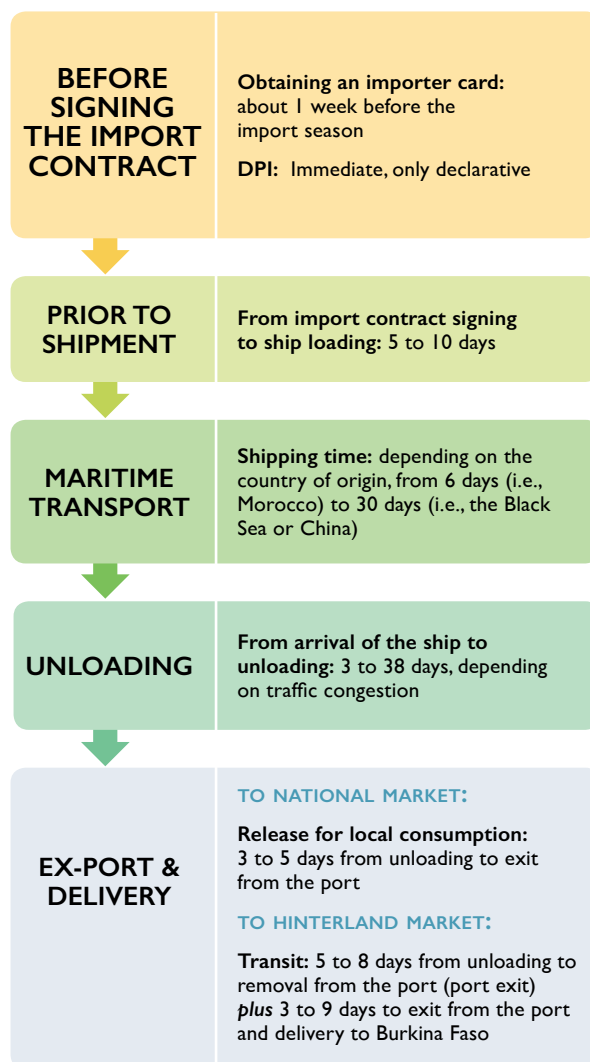 BEFORE
SIGNING
THE IMPORT
CONTRACT
Obtaining an importer card:
about 1 week before the
import season
DPI: Immediate, only declarative
PRIOR TO
SHIPMENT
From import contract signing
to ship loading: 5 to 10 days
MARITIME
TRANSPORT
Shipping time: depending on the
country of origin, from 6 days (i.e.,
Morocco) to 30 days (i.e., the Black
Sea or China)
UNLOADING
From arrival of the ship to
unloading: 3 to 38 days, depending
on traffic congestion
EX-PORT &
DELIVERY
TO NATIONAL MARKET:
Release for local consumption:
3 to 5 days from unloading to exit
from the port
TO HINTERLAND MARKET:
Transit: 5 to 8 days from unloading to
removal from the port (port exit)
plus 3 to 9 days to exit from the port
and delivery to Burkina Faso